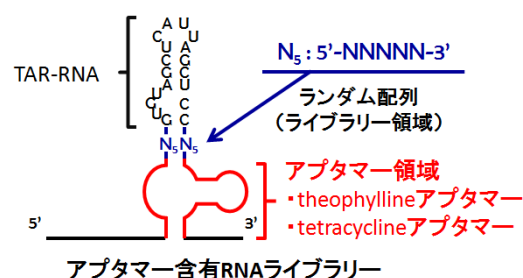 TAR-RNA
N₅ : 5’-NNNNN-3’
ランダム配列
（ライブラリー領域）
N₅ N₅
アプタマー領域
・theophyllineアプタマー
・tetracyclineアプタマー
5’ 3’
アプタマー含有RNAライブラリー